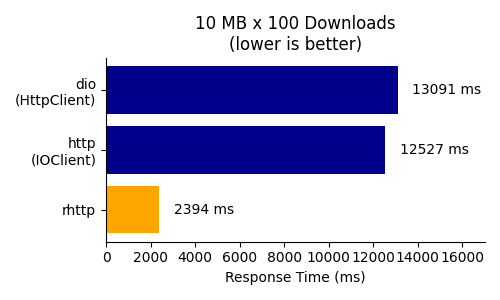 10 MB x 100 Downloads
(lower is better)
dio
(HttpClient)
13091 ms
http
(IOClient)
12527 ms
rhttp
2394 ms
0 2000 4000 6000 8000 10000 12000 14000 16000
Response Time (ms)